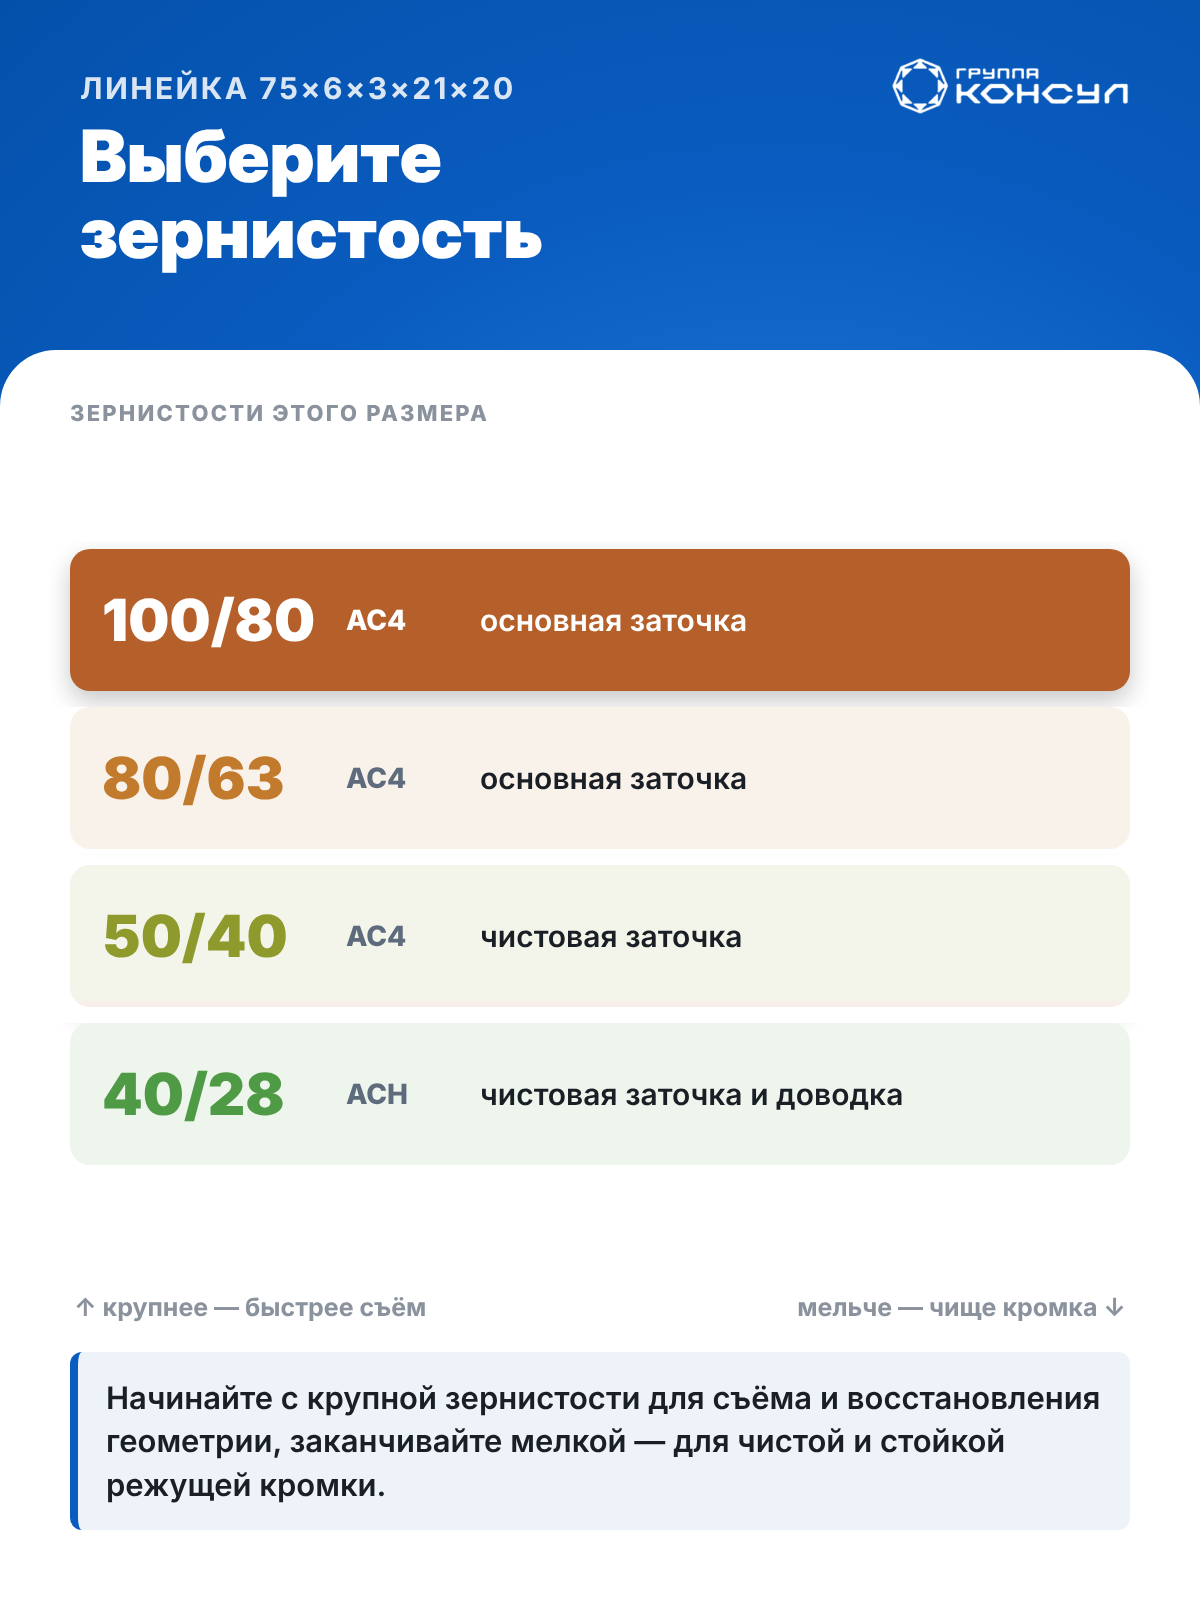 ЛИНЕЙКА 75×6×3×21×20
ГРУППА
КОНСУЛ
Выберите
зернистость
ЗЕРНИСТОСТИ ЭТОГО РАЗМЕРА
100/80 АС4 основная заточка
80/63 АС4 основная заточка
50/40 АС4 чистовая заточка
40/28 АСН чистовая заточка и доводка
↑ крупнее — быстрее съём
мельче — чище кромка ↓
Начинайте с крупной зернистости для съёма и восстановления
геометрии, заканчивайте мелкой — для чистой и стойкой
режущей кромки.